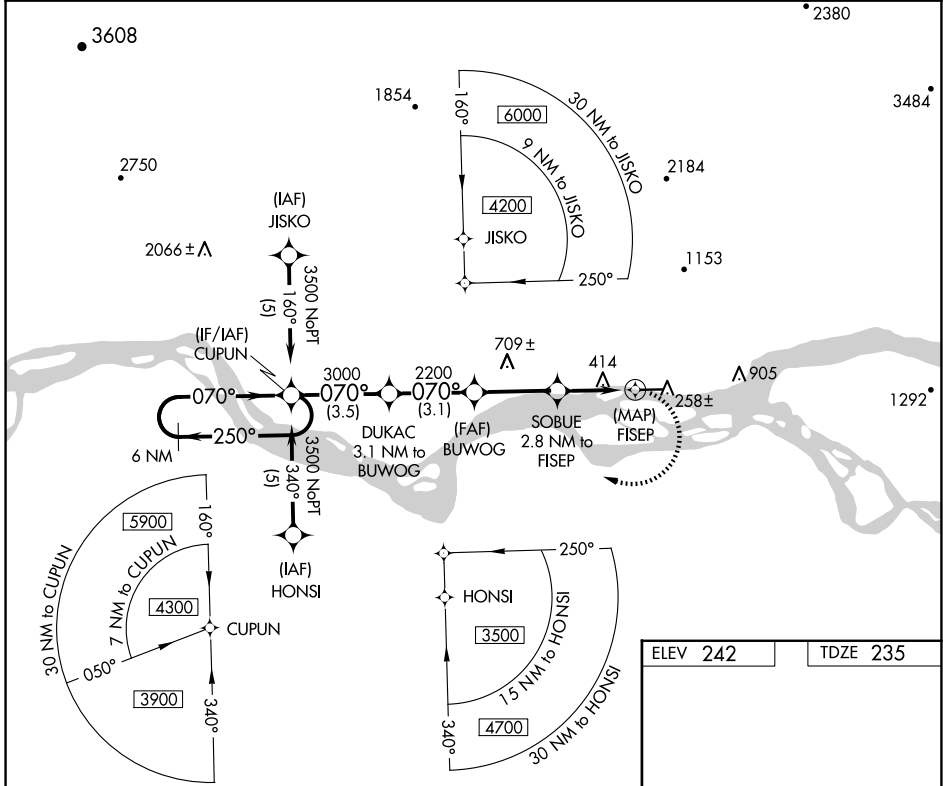 2380
3608
3484
1854
160°
6000
30 NM to JISKO
9 NM to JISKO
2750
2184
(IAF)
JISKO
4200
JISKO
2066±
1153
250°
3500 NoPT
160°
(5)
(IF/IAF)
CUPUN
709±
414
905
1292
258±
070°
3000
070°
(3.5)
2200
070°
(3.1)
250°
6 NM
DUKAC
3.1 NM to
BUWOG
(FAF)
BUWOG
SOBUE
2.8 NM to
FISEP
(MAP)
FISEP
3500 NoPT
340°
(5)
(IAF)
HONSI
5900
160°
30 NM to CUPUN
7 NM to CUPUN
4300
CUPUN
050°
3900
340°
250°
HONSI
3500
15 NM to HONSI
340°
4700
30 NM to HONSI
ELEV 242
TDZE 235